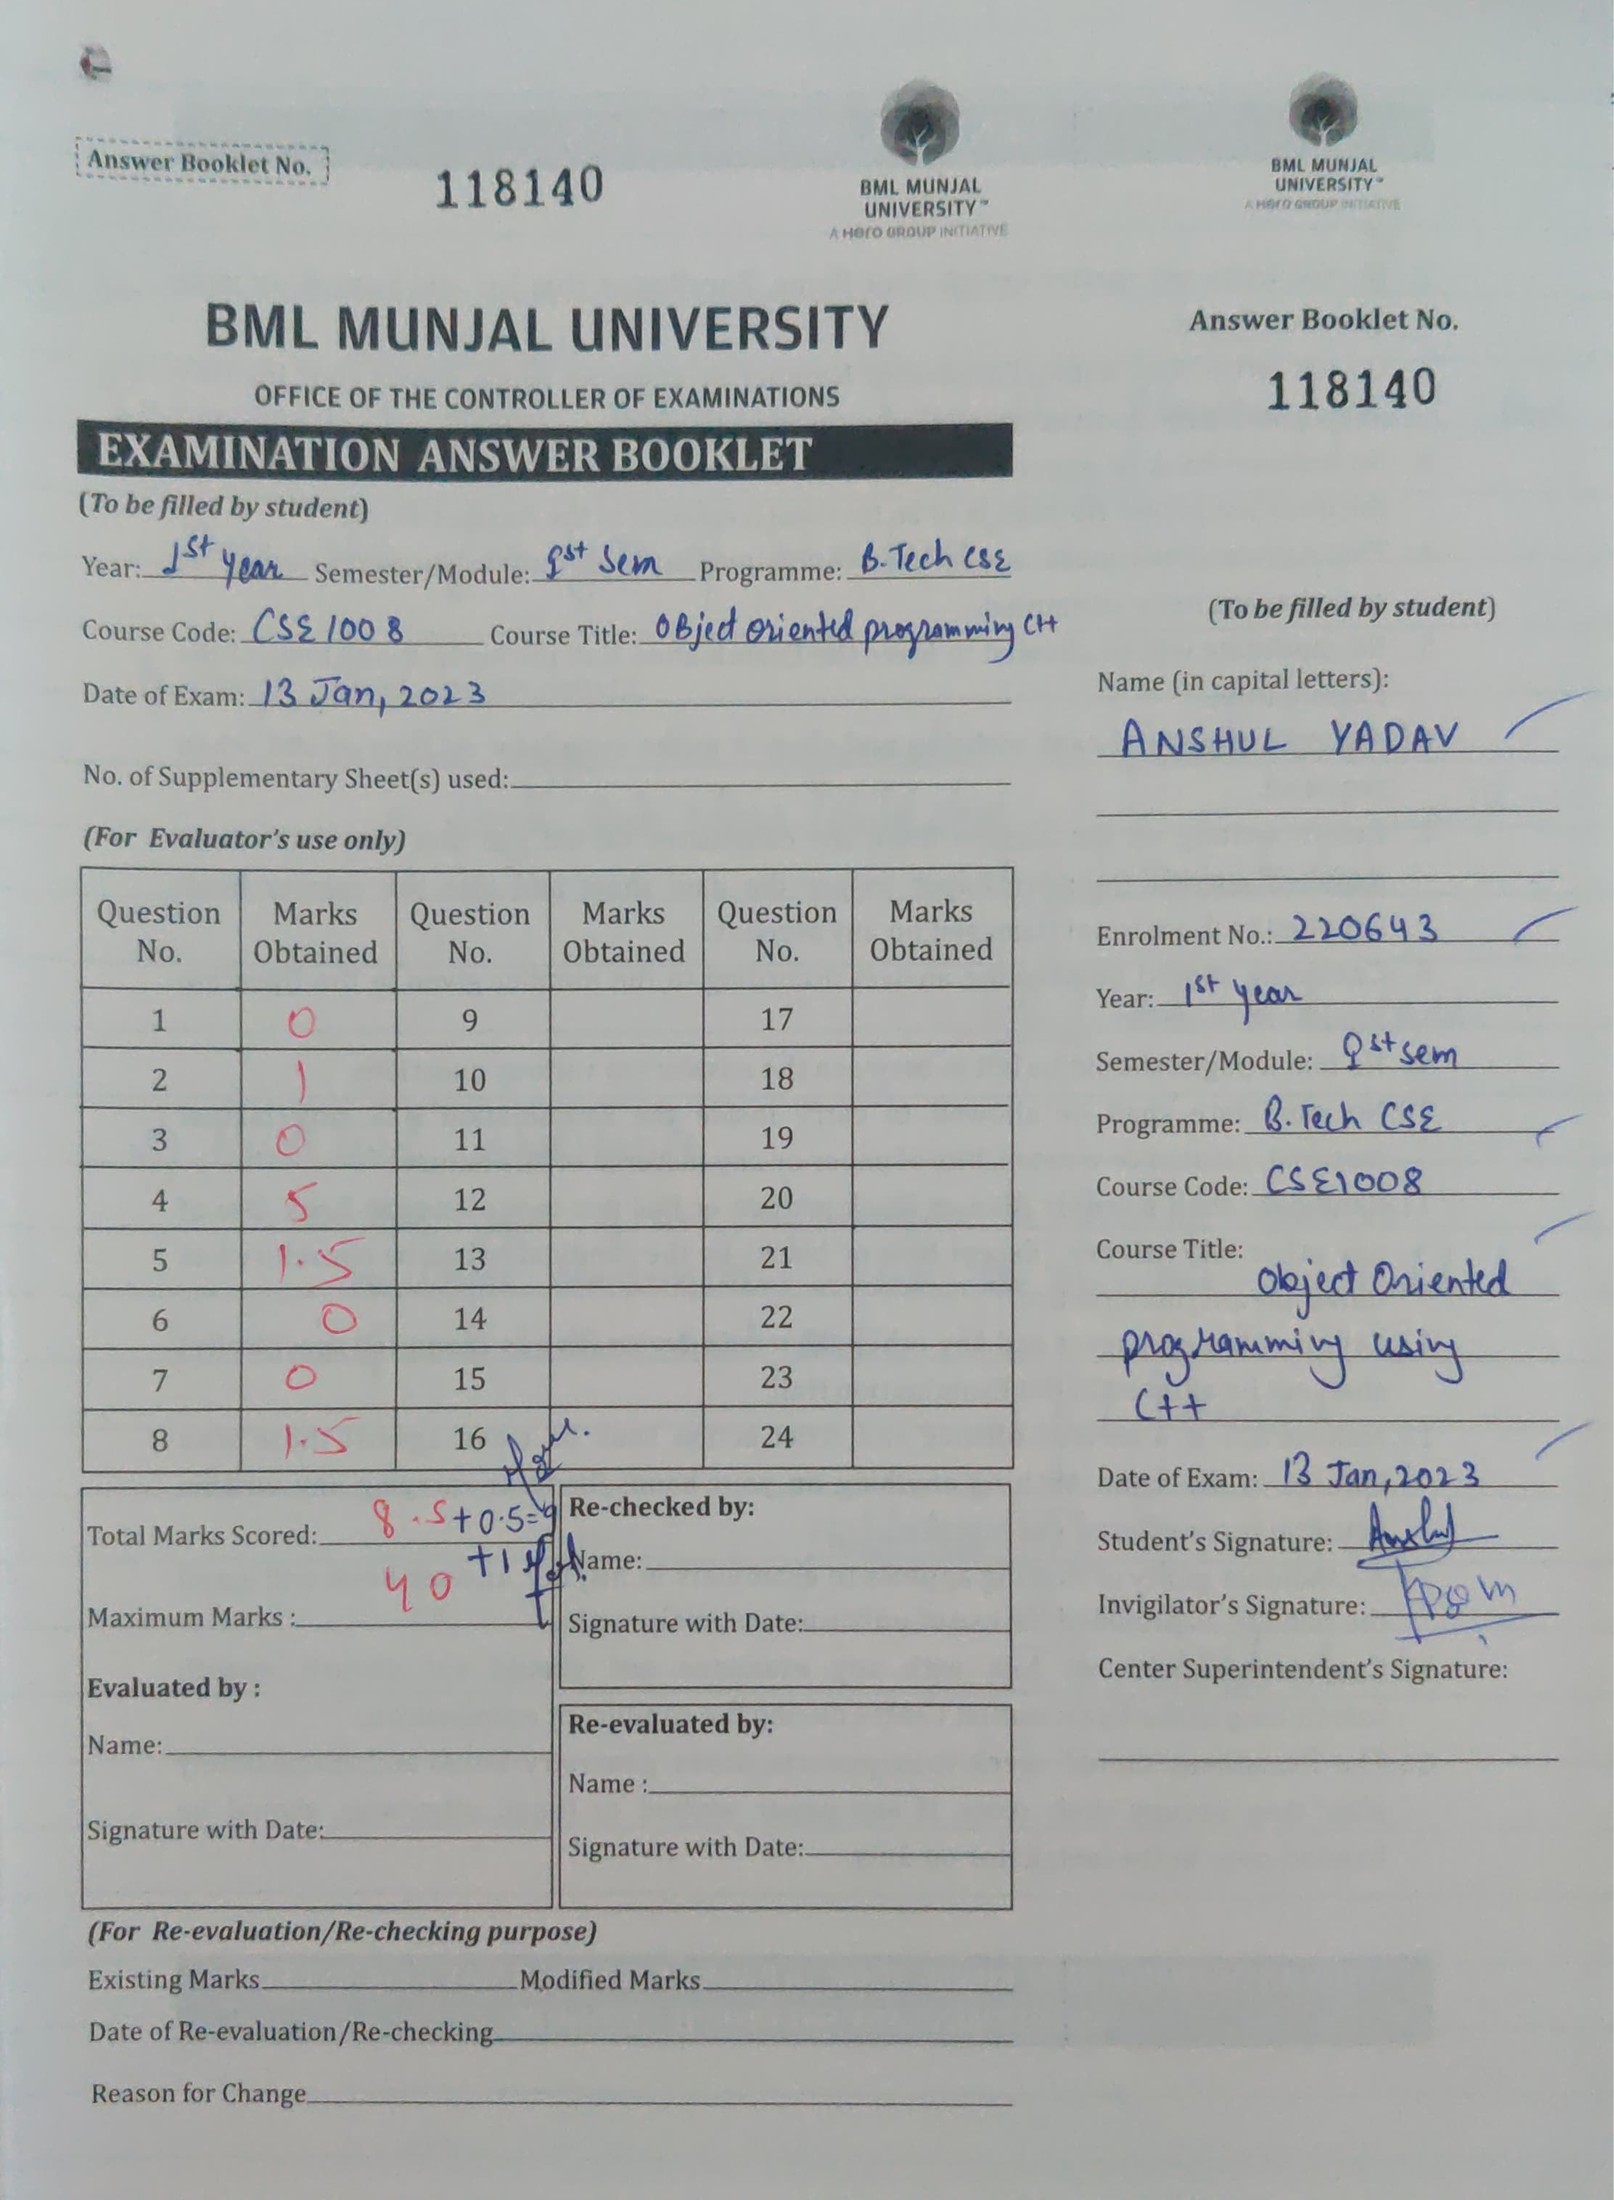 Answer Booklet No.
118140
BML MUNJAL
UNIVERSITY™
A Hero GROUP INITIATIVE
BML MUNJAL UNIVERSITY
OFFICE OF THE CONTROLLER OF EXAMINATIONS
EXAMINATION ANSWER BOOKLET
(To be filled by student)
Year: 1st year Semester/Module: Ist Sem Programme: B.Tech CSE
Course Code: CSE1008 Course Title: OBject oriented programming C++
Date of Exam: 13 Jan, 2023
No. of Supplementary Sheet(s) used:
(For Evaluator's use only)
Question No. Marks Obtained Question No. Marks Obtained Question No. Marks Obtained
1 0 9 17
2 1 10 18
3 0 11 19
4 5 12 20
5 1.5 13 21
6 0 14 22
7 0 15 23
8 1.5 16 24
Total Marks Scored: 8.5+0.5=9
+1
Maximum Marks : 40
Evaluated by :
Name:
Signature with Date:
Re-checked by:
Name:
Signature with Date:
Re-evaluated by:
Name :
Signature with Date:
(For Re-evaluation/Re-checking purpose)
Existing Marks Modified Marks
Date of Re-evaluation/Re-checking
Reason for Change
BML MUNJAL
UNIVERSITY™
A Hero GROUP INITIATIVE
Answer Booklet No.
118140
(To be filled by student)
Name (in capital letters):
ANSHUL YADAV
Enrolment No.: 220643
Year: 1st year
Semester/Module: Ist sem
Programme: B.Tech CSE
Course Code: CSE1008
Course Title:
Object Oriented
programming using
C++
Date of Exam: 13 Jan, 2023
Student's Signature: Anshul
Invigilator's Signature:
Center Superintendent's Signature: